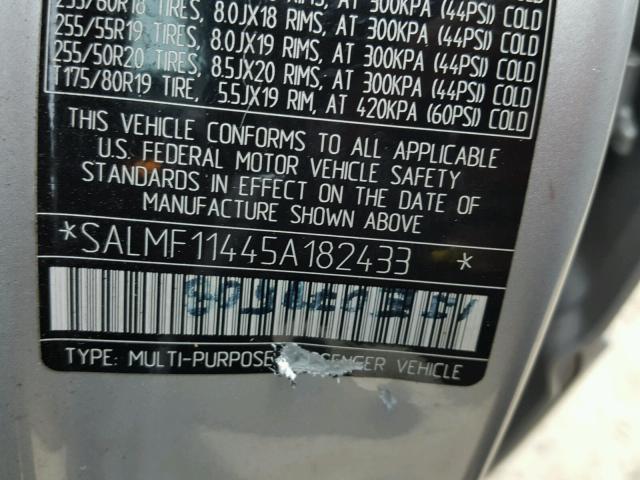 255/60R18 TIRES, 8.0JX18 RIMS, AT 300KPA (44PSI) COLD
255/55R19 TIRES, 8.0JX19 RIMS, AT 300KPA (44PSI) COLD
255/50R20 TIRES, 8.5JX20 RIMS, AT 300KPA (44PSI) COLD
T175/80R19 TIRE, 5.5JX19 RIM, AT 420KPA (60PSI) COLD
THIS VEHICLE CONFORMS TO ALL APPLICABLE
U.S. FEDERAL MOTOR VEHICLE SAFETY
STANDARDS IN EFFECT ON THE DATE OF
MANUFACTURE SHOWN ABOVE
*SALMF11445A182433 *
TYPE: MULTI-PURPOSE PASSENGER VEHICLE